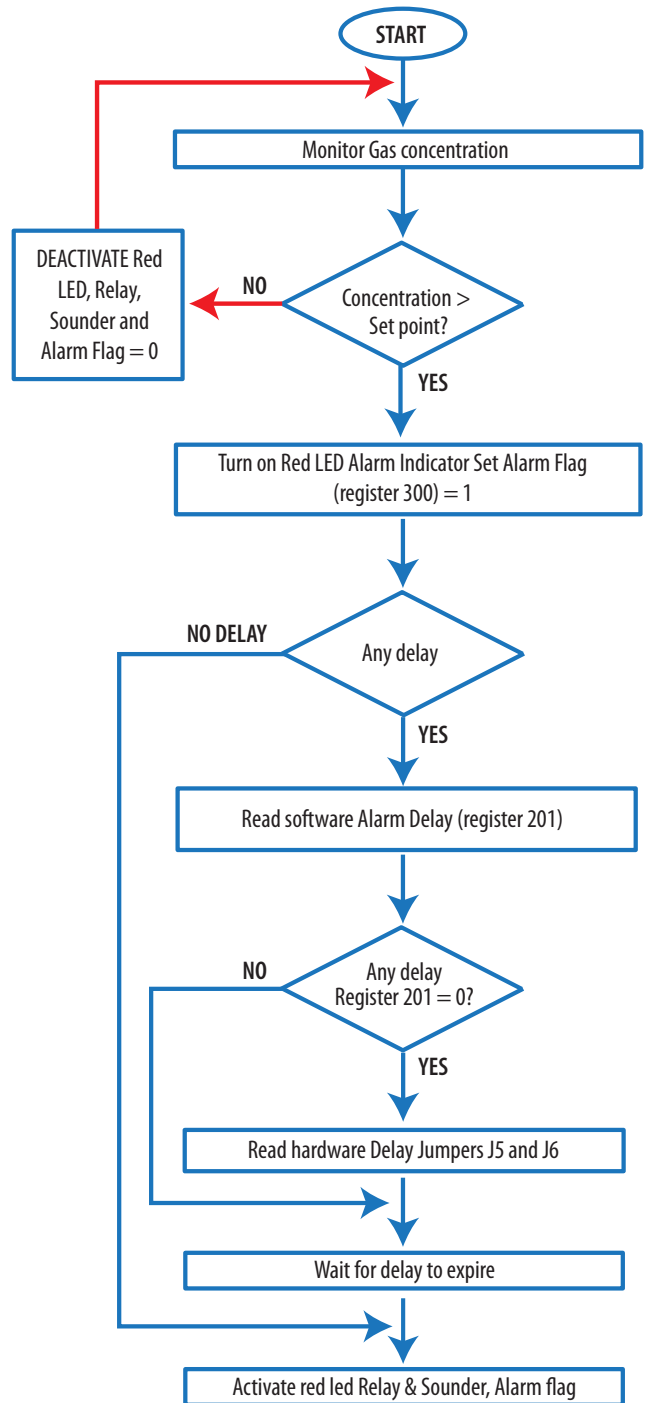 START
Monitor Gas concentration
DEACTIVATE Red
LED, Relay,
Sounder and
Alarm Flag = 0
NO
Concentration >
Set point?
YES
Turn on Red LED Alarm Indicator Set Alarm Flag
(register 300) = 1
NO DELAY
Any delay
YES
Read software Alarm Delay (register 201)
NO
Any delay
Register 201 = 0?
YES
Read hardware Delay Jumpers J5 and J6
Wait for delay to expire
Activate red led Relay & Sounder, Alarm flag